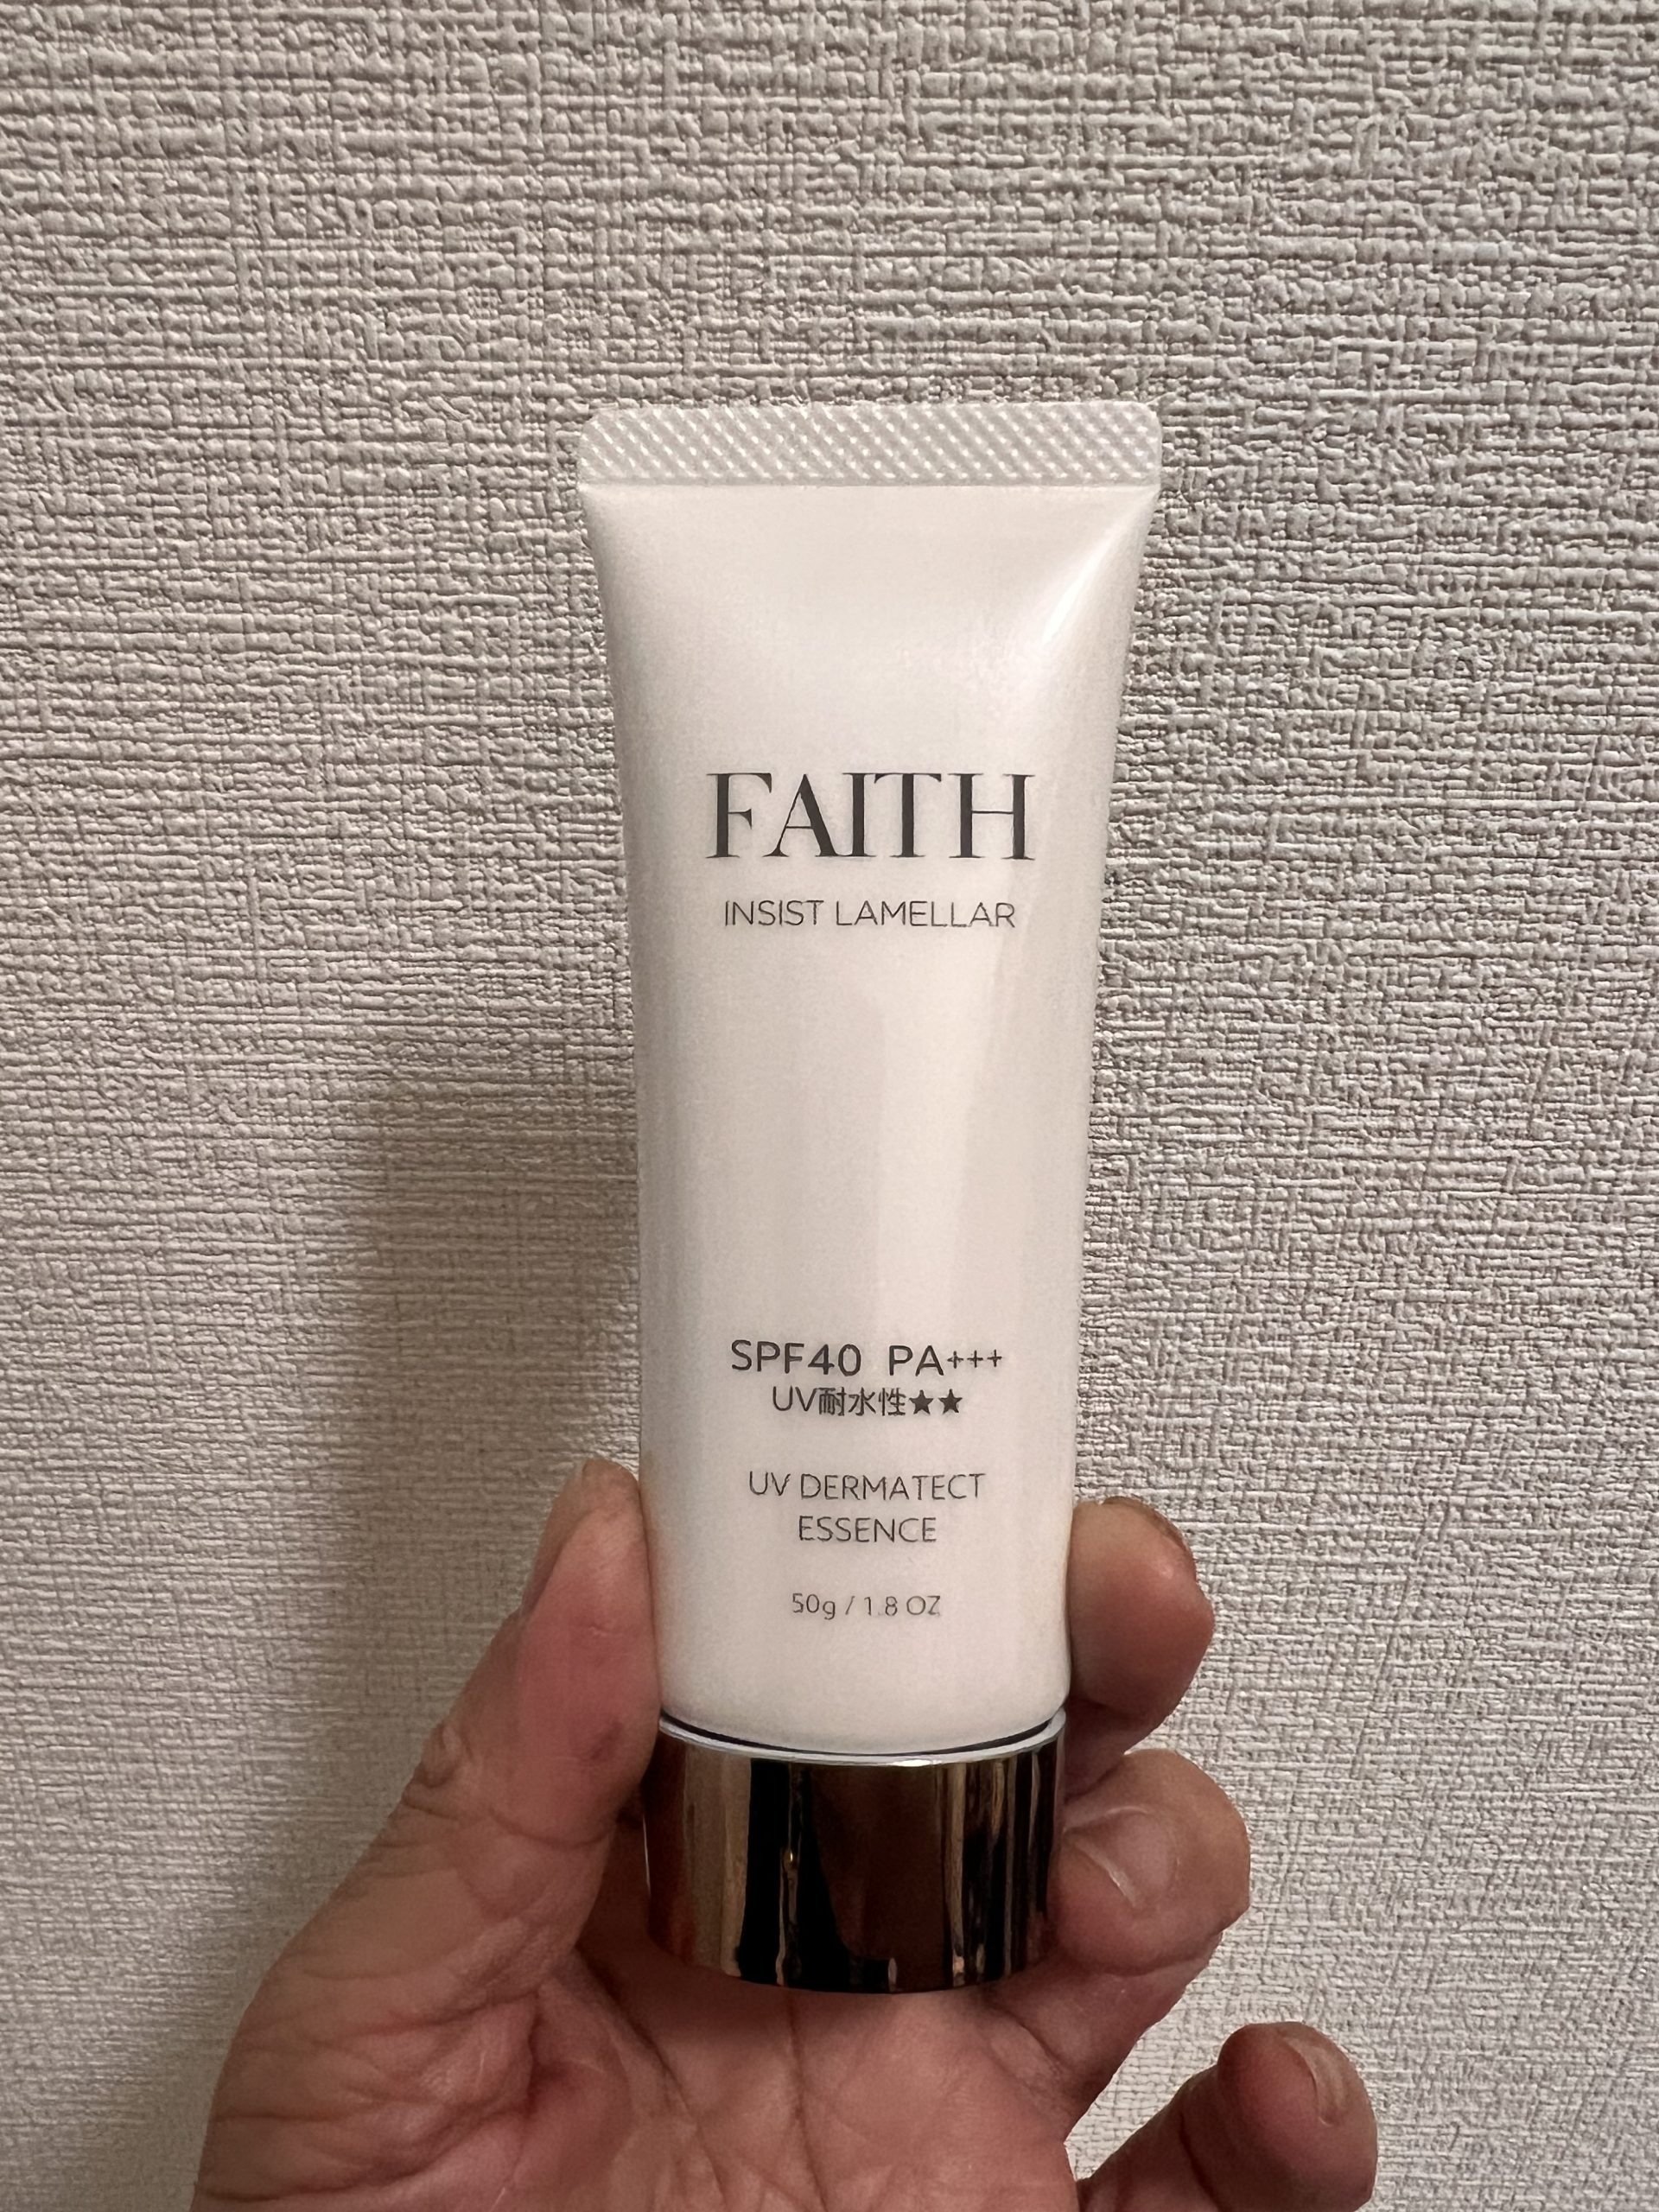 FAITH
INSIST LAMELLAR
SPF40 PA+++
UV耐水性★★
UV DERMATECT
ESSENCE
50g / 1.8 OZ